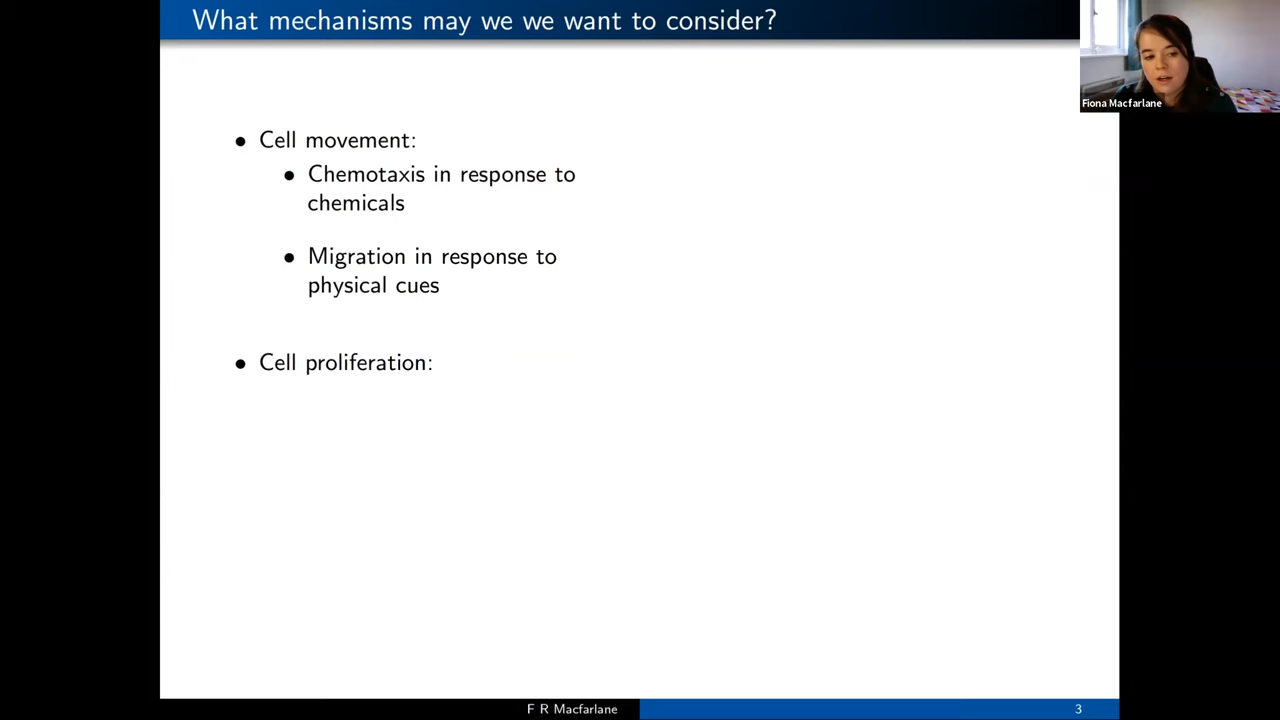 What mechanisms may we we want to consider?
Fiona Macfarlane
• Cell movement:
• Chemotaxis in response to
chemicals
• Migration in response to
physical cues
• Cell proliferation:
F R Macfarlane
3